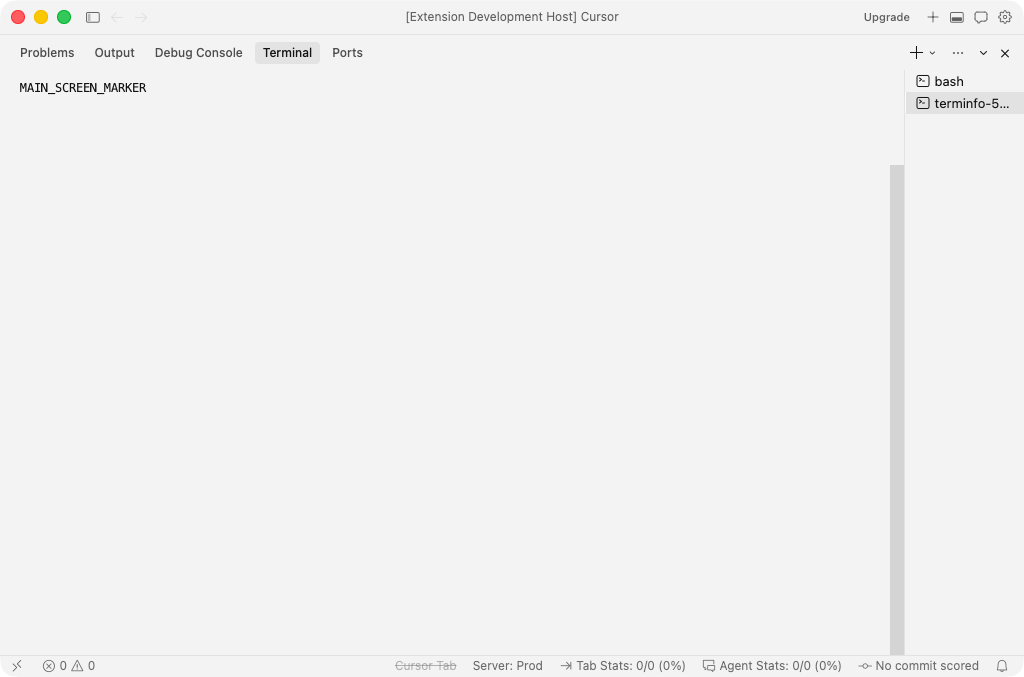 [Extension Development Host] Cursor
Upgrade
Problems
Output
Debug Console
Terminal
Ports
MAIN_SCREEN_MARKER
bash
terminfo-5...
0
0
Cursor Tab
Server: Prod
Tab Stats: 0/0 (0%)
Agent Stats: 0/0 (0%)
No commit scored